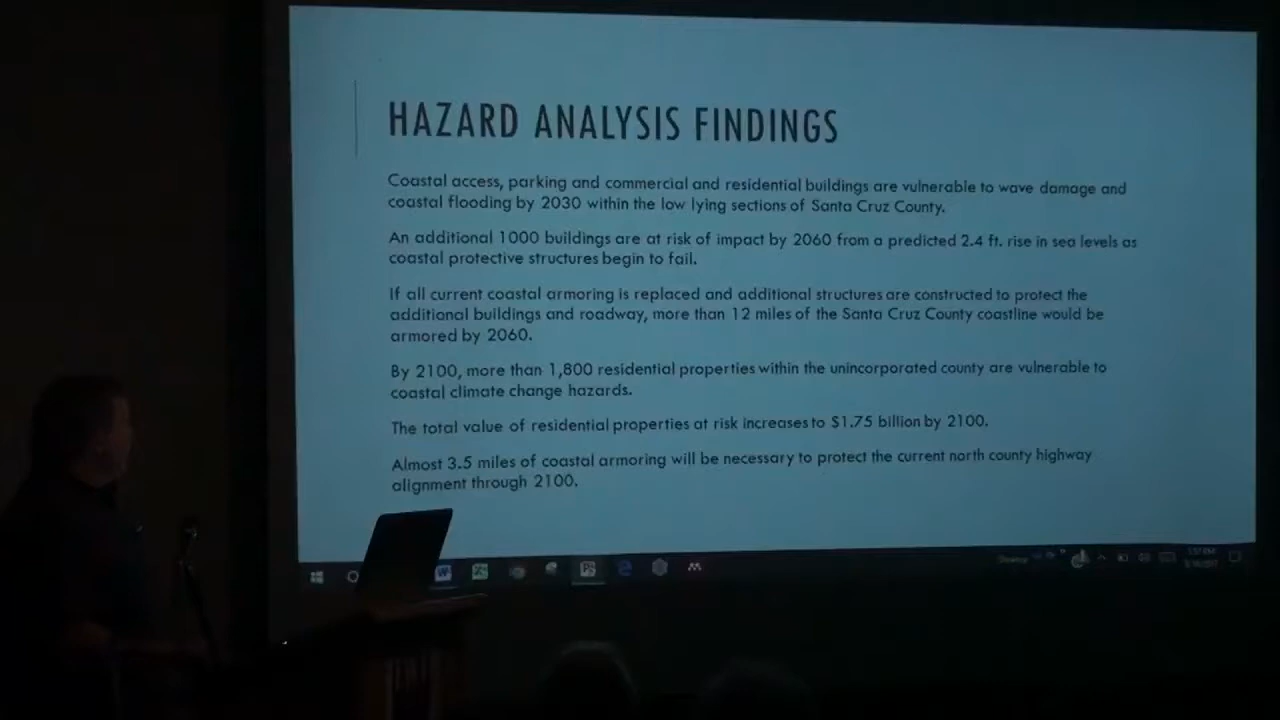 HAZARD ANALYSIS FINDINGS
Coastal access, parking and commercial and residential buildings are vulnerable to wave damage and
coastal flooding by 2030 within the low lying sections of Santa Cruz County.
An additional 1000 buildings are at risk of impact by 2060 from a predicted 2.4 ft. rise in sea levels as
coastal protective structures begin to fail.
If all current coastal armoring is replaced and additional structures are constructed to protect the
additional buildings and roadway, more than 12 miles of the Santa Cruz County coastline would be
armored by 2060.
By 2100, more than 1,800 residential properties within the unincorporated county are vulnerable to
coastal climate change hazards.
The total value of residential properties at risk increases to $1.75 billion by 2100.
Almost 3.5 miles of coastal armoring will be necessary to protect the current north county highway
alignment through 2100.